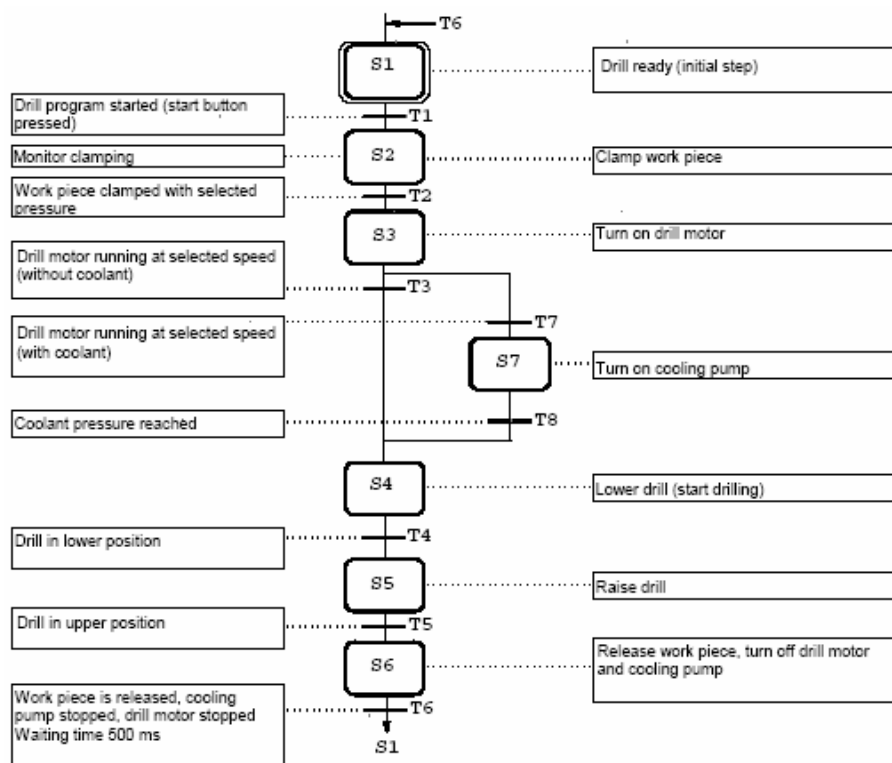 T6
S1
Drill ready (initial step)
Drill program started (start button
pressed)
T1
S2
Monitor clamping
Clamp work piece
Work piece clamped with selected
pressure
T2
S3
Turn on drill motor
Drill motor running at selected speed
(without coolant)
T3
Drill motor running at selected speed
(with coolant)
T7
S7
Turn on cooling pump
Coolant pressure reached
T8
S4
Lower drill (start drilling)
Drill in lower position
T4
S5
Raise drill
Drill in upper position
T5
S6
Release work piece, turn off drill motor
and cooling pump
Work piece is released, cooling
pump stopped, drill motor stopped
Waiting time 500 ms
T6
S1